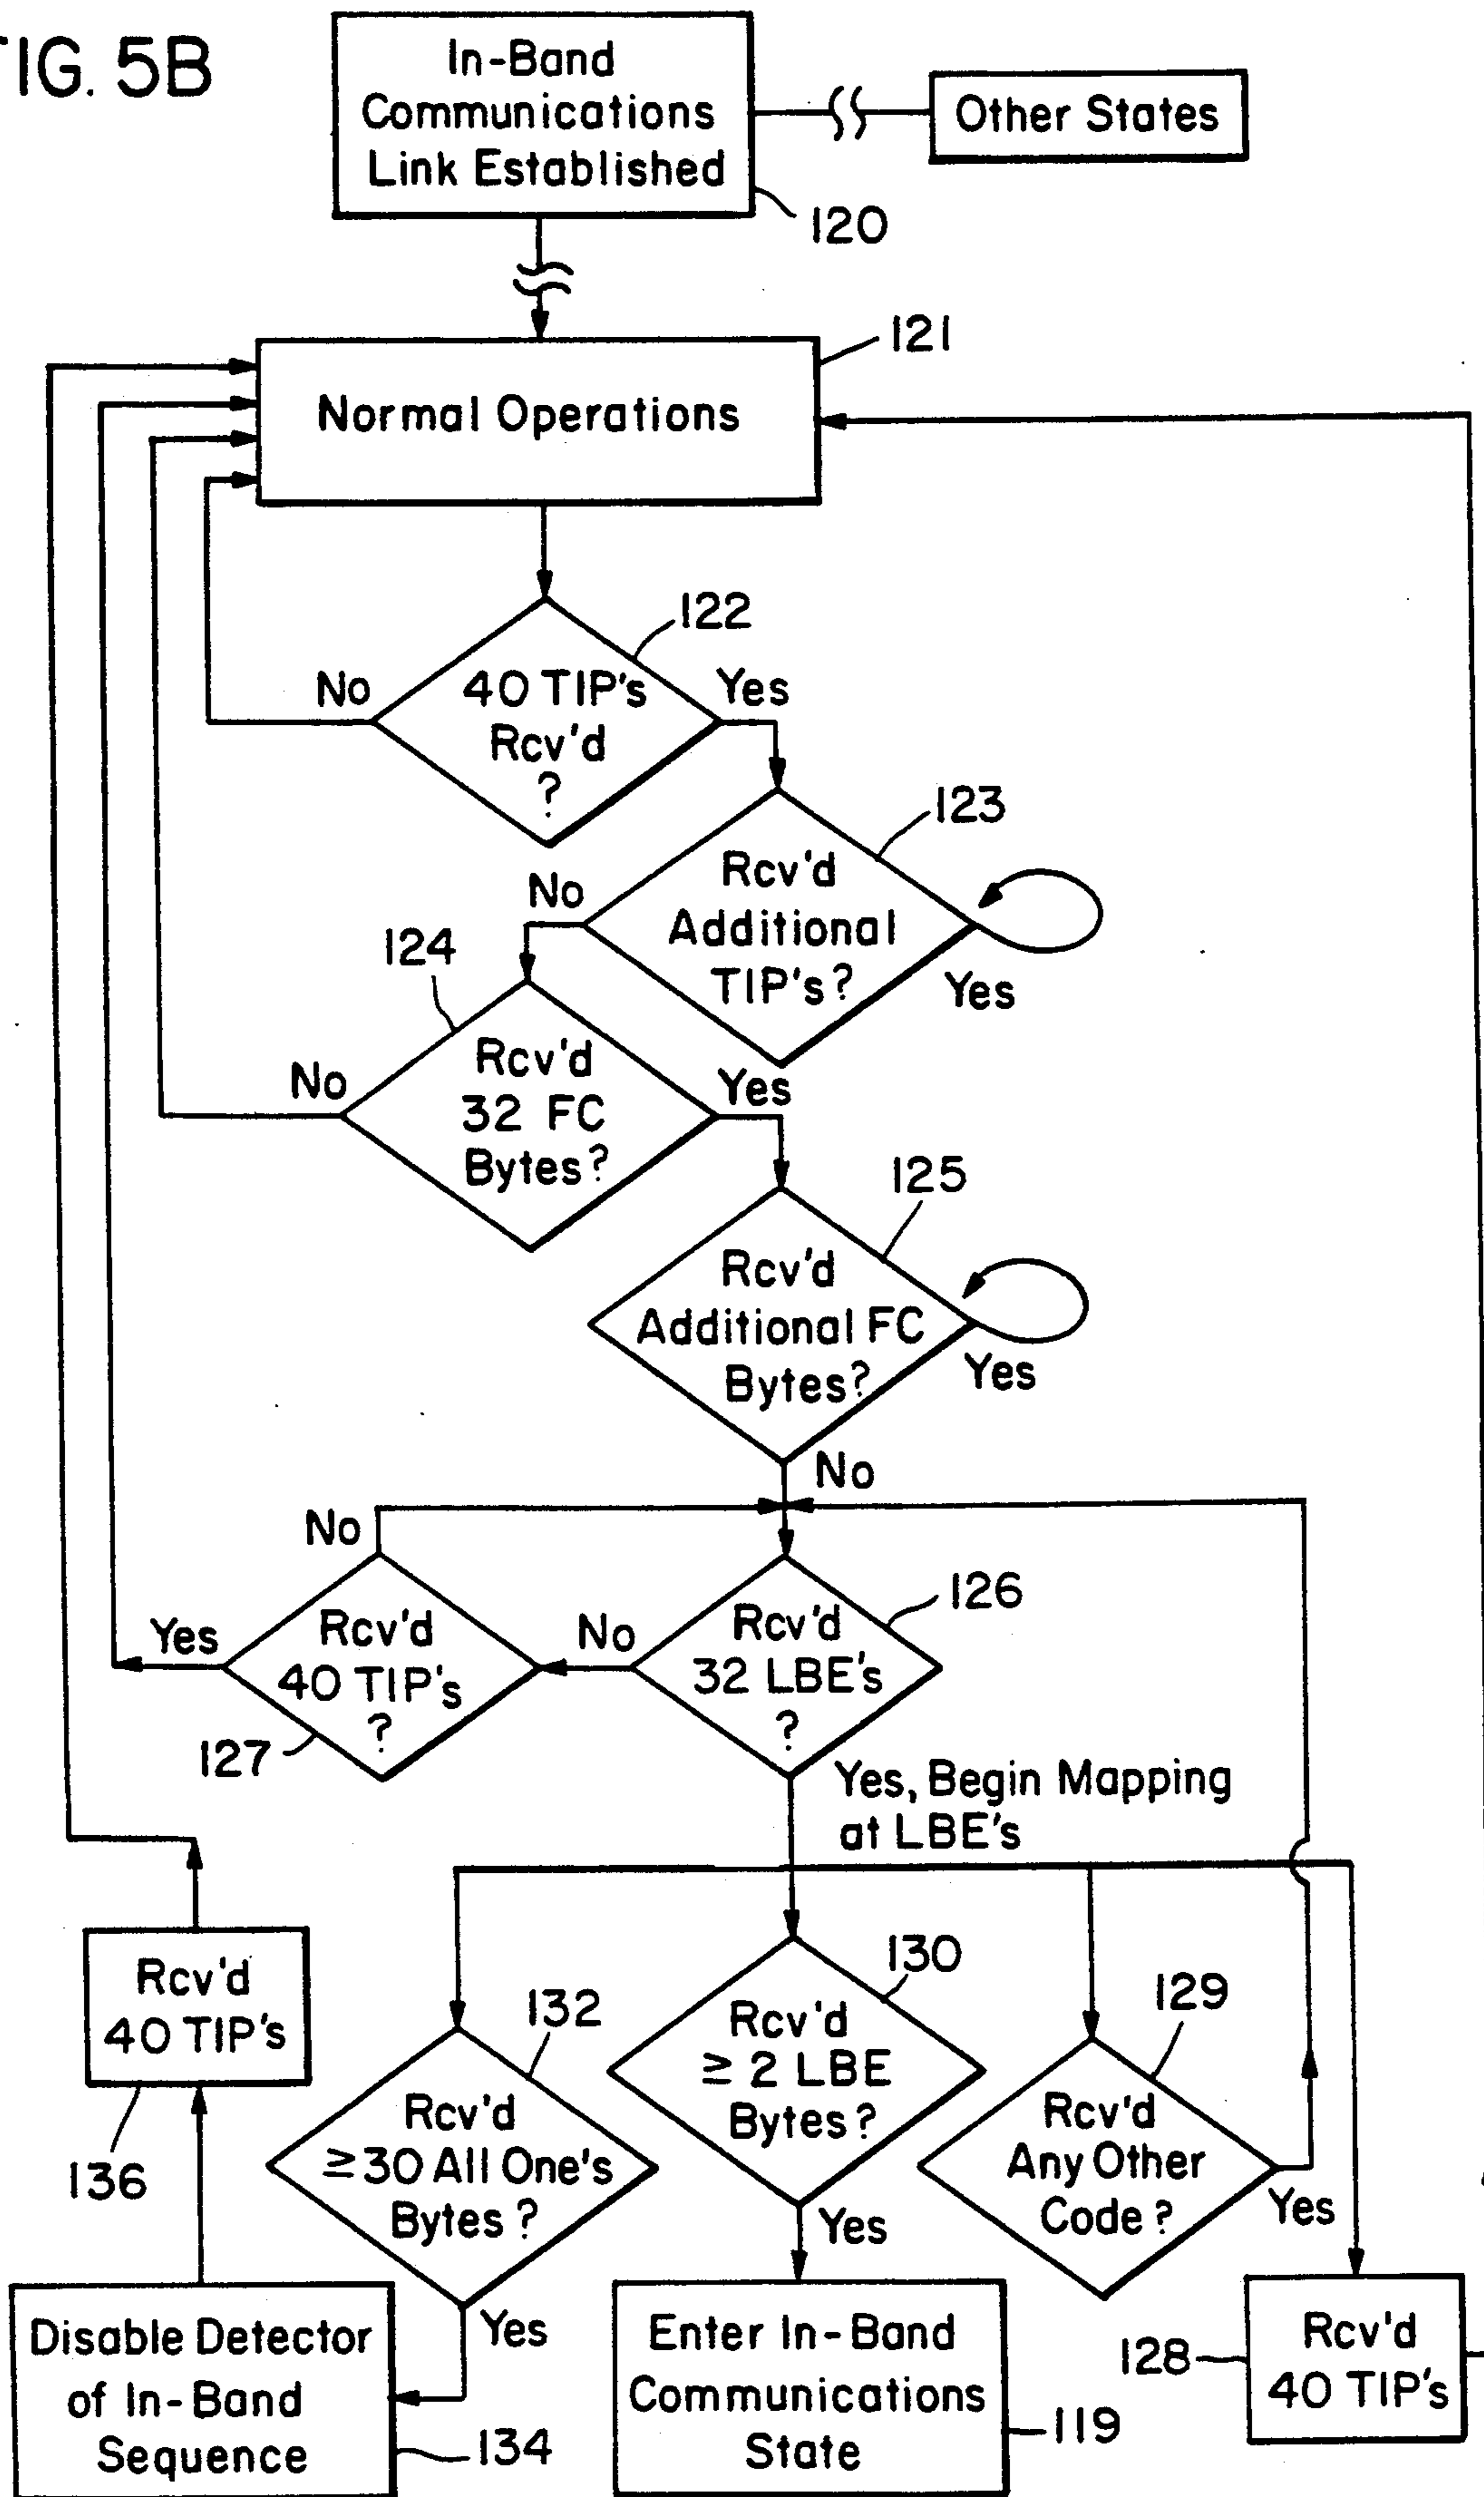 FIG. 5B
In-Band
Communications
Link Established
Other States
120
121
Normal Operations
122
No
40 TIP's
Rcv'd
?
Yes
123
Rcv'd
Additional
TIP's?
No
Yes
124
Rcv'd
32 FC
Bytes?
No
Yes
125
Rcv'd
Additional FC
Bytes?
Yes
No
No
126
Rcv'd
32 LBE's
?
No
Rcv'd
40 TIP's
?
Yes
127
Yes, Begin Mapping
at LBE's
Rcv'd
40 TIP's
136
132
Rcv'd
≥30 All One's
Bytes?
Yes
130
Rcv'd
≥ 2 LBE
Bytes?
Yes
129
Rcv'd
Any Other
Code?
Yes
Disable Detector
of In-Band
Sequence
134
Enter In-Band
Communications
State
119
128
Rcv'd
40 TIP's